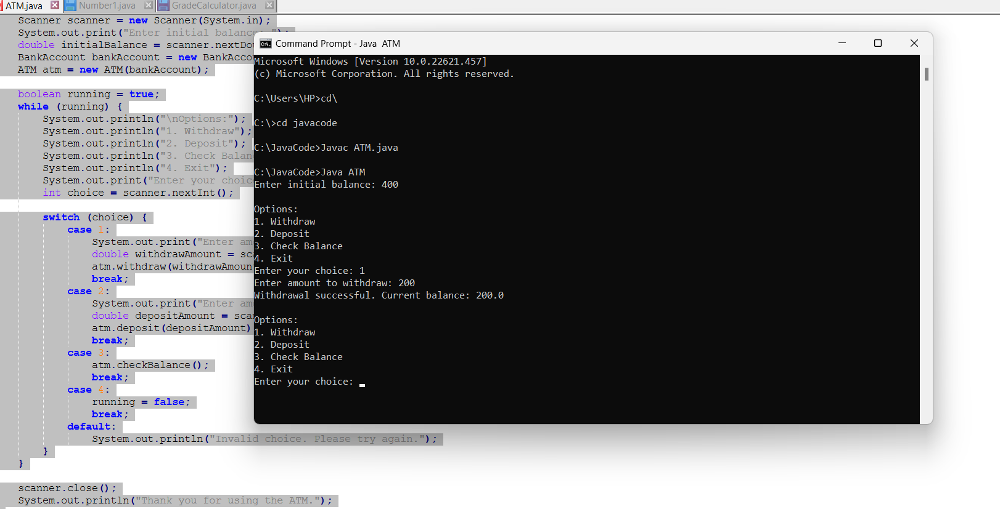 ATM.java Number1.java GradeCalculator.java
Scanner scanner = new Scanner(System.in);
System.out.print("Enter initial balance: ");
double initialBalance = scanner.nextDou
BankAccount bankAccount = new BankAcco
ATM atm = new ATM(bankAccount);
boolean running = true;
while (running) {
System.out.println("\nOptions:");
System.out.println("1. Withdraw");
System.out.println("2. Deposit");
System.out.println("3. Check Balan
System.out.println("4. Exit");
System.out.print("Enter your choic
int choice = scanner.nextInt();
switch (choice) {
case 1:
System.out.print("Enter am
double withdrawAmount = sc
atm.withdraw(withdrawAmoun
break;
case 2:
System.out.print("Enter am
double depositAmount = sca
atm.deposit(depositAmount)
break;
case 3:
atm.checkBalance();
break;
case 4:
running = false;
break;
default:
System.out.println("Invalid choice. Please try again.");
}
}
scanner.close();
System.out.println("Thank you for using the ATM.");
Command Prompt - Java ATM
Microsoft Windows [Version 10.0.22621.457]
(c) Microsoft Corporation. All rights reserved.
C:\Users\HP>cd\
C:\>cd javacode
C:\JavaCode>Javac ATM.java
C:\JavaCode>Java ATM
Enter initial balance: 400
Options:
1. Withdraw
2. Deposit
3. Check Balance
4. Exit
Enter your choice: 1
Enter amount to withdraw: 200
Withdrawal successful. Current balance: 200.0
Options:
1. Withdraw
2. Deposit
3. Check Balance
4. Exit
Enter your choice: